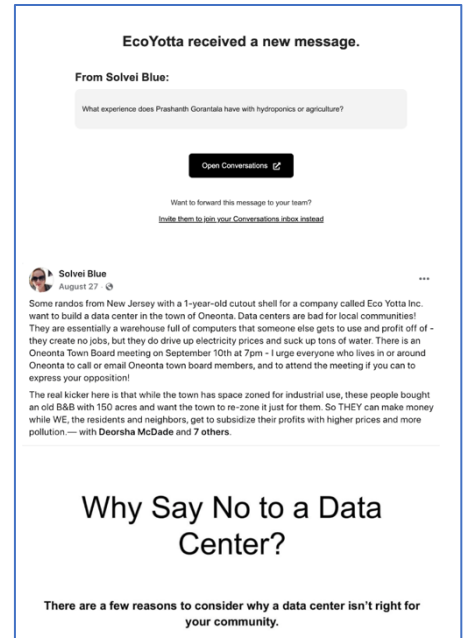 EcoYotta received a new message.
From Solvei Blue:
What experience does Prashanth Gorantala have with hydroponics or agriculture?
Open Conversations
Want to forward this message to your team?
Invite them to join your Conversations inbox instead
Solvei Blue
August 27 ·
Some randos from New Jersey with a 1-year-old cutout shell for a company called Eco Yotta Inc.
want to build a data center in the town of Oneonta. Data centers are bad for local communities!
They are essentially a warehouse full of computers that someone else gets to use and profit off of -
they create no jobs, but they do drive up electricity prices and suck up tons of water. There is an
Oneonta Town Board meeting on September 10th at 7pm - I urge everyone who lives in or around
Oneonta to call or email Oneonta town board members, and to attend the meeting if you can to
express your opposition!
The real kicker here is that while the town has space zoned for industrial use, these people bought
an old B&B with 150 acres and want the town to re-zone it just for them. So THEY can make money
while WE, the residents and neighbors, get to subsidize their profits with higher prices and more
pollution.— with Deorsha McDade and 7 others.
Why Say No to a Data
Center?
There are a few reasons to consider why a data center isn't right for
your community.